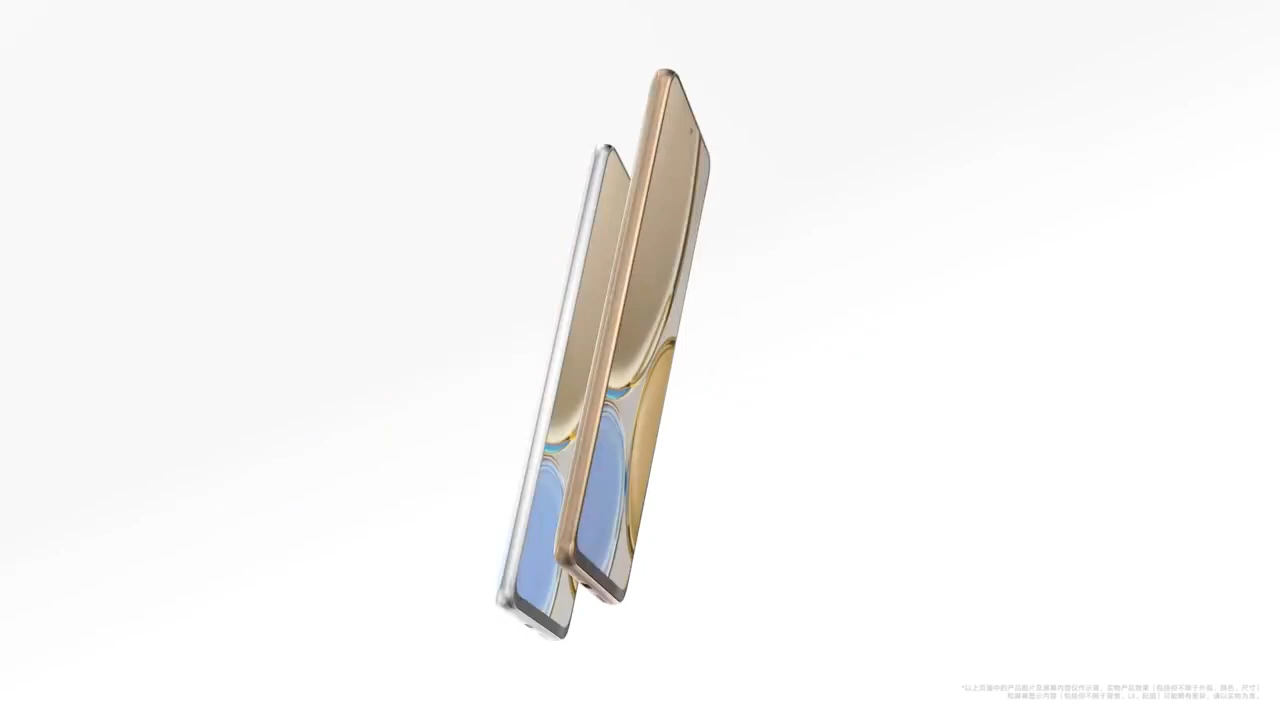 *以上页面中的产品图片及屏幕内容仅作示意，实物产品效果（包括但不限于外观、颜色、尺寸）
和屏幕显示内容（包括但不限于背景、UI、配图）可能略有差异，请以实物为准。